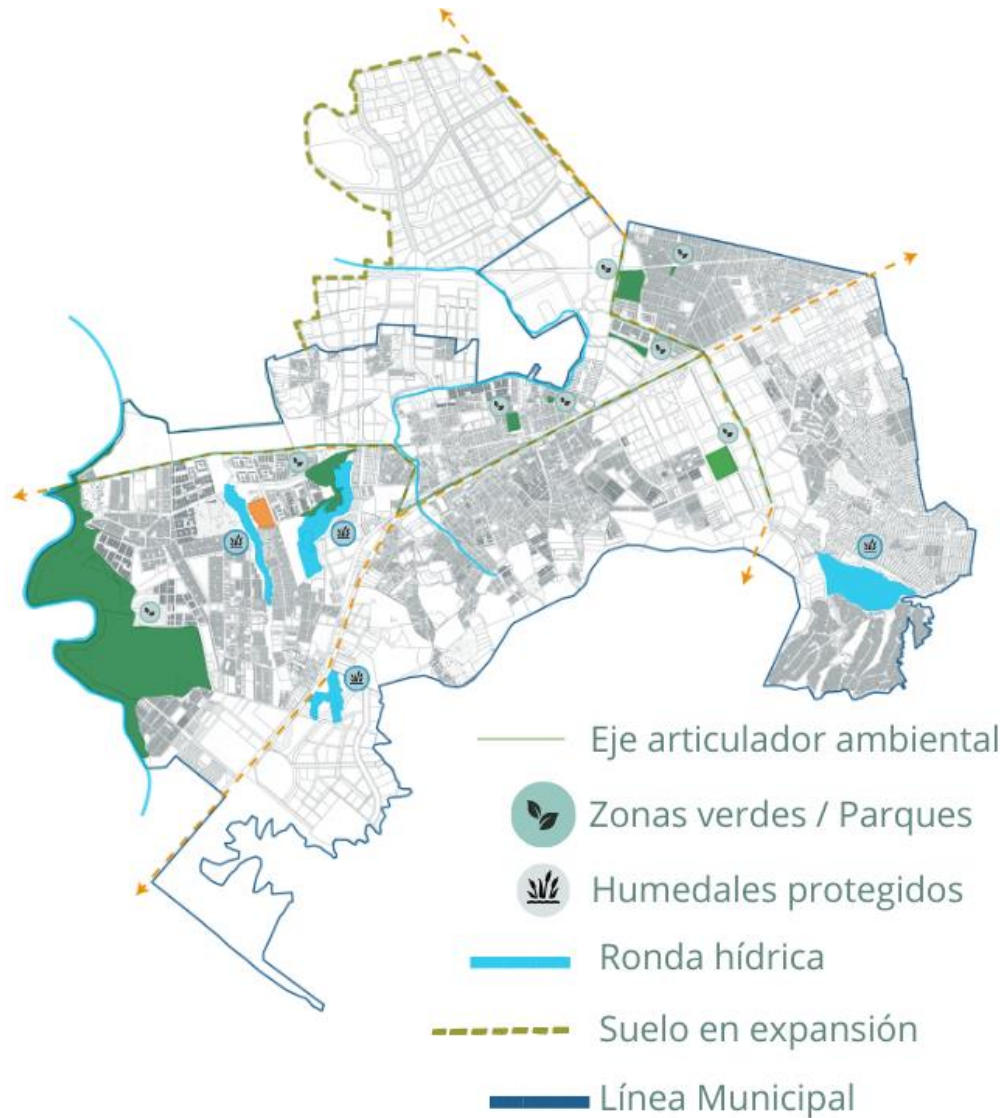 Eje articulador ambiental
Zonas verdes / Parques
Humedales protegidos
Ronda hídrica
Suelo en expansión
Línea Municipal